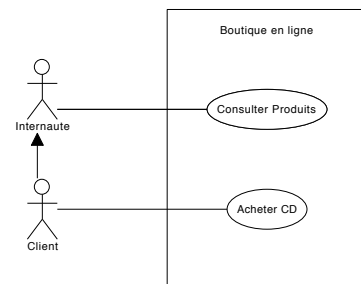 Boutique en ligne
Consulter Produits
Internaute
Acheter CD
Client